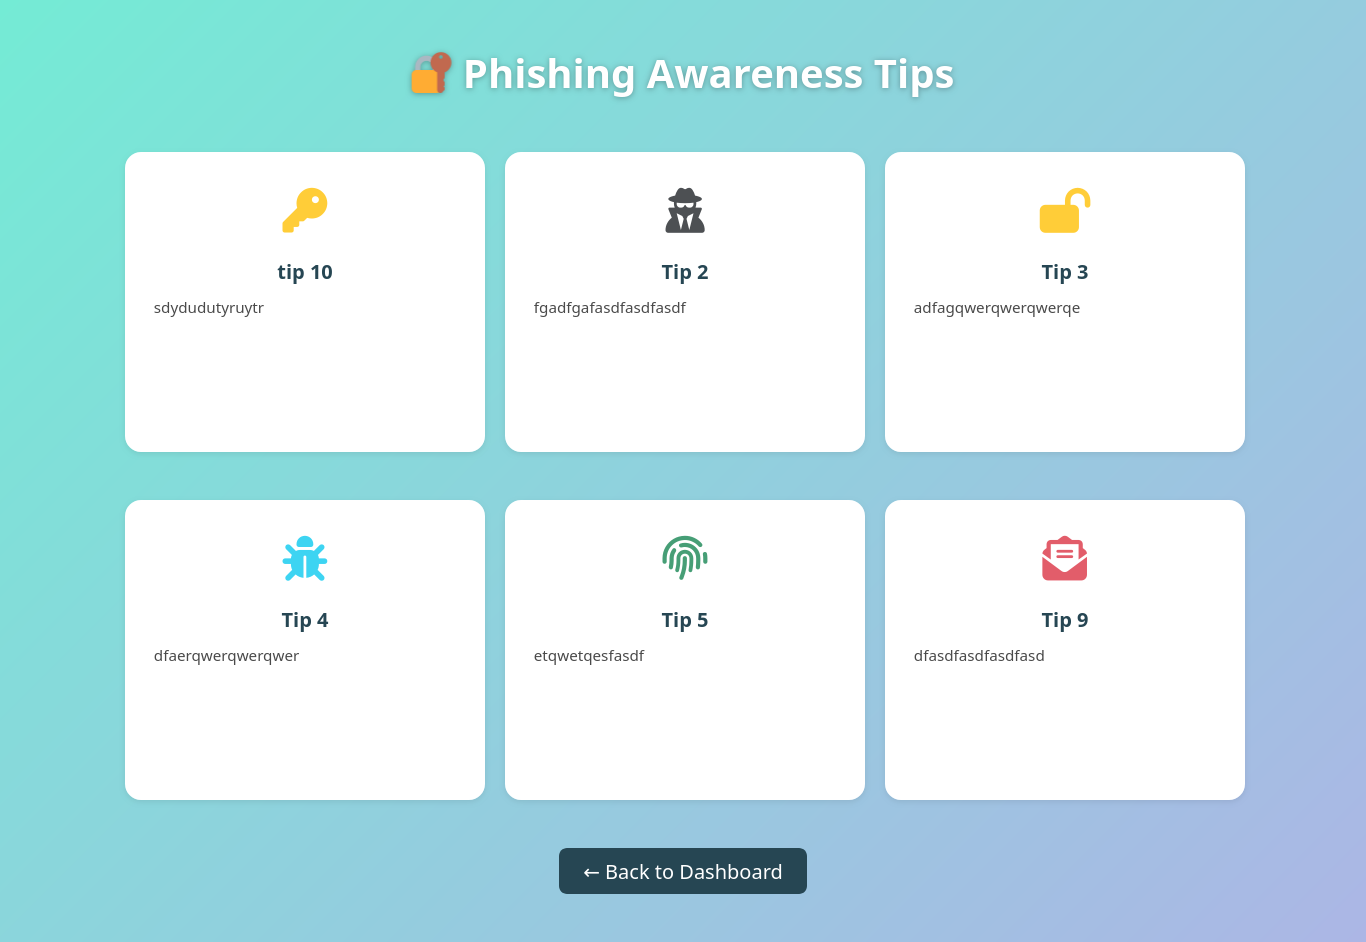 Phishing Awareness Tips
tip 10
sdydudutyruytr
Tip 2
fgadfgafasdfasdfasdf
Tip 3
adfagqwerqwerqwerqe
Tip 4
dfaerqwerqwerqwer
Tip 5
etqwetqesfasdf
Tip 9
dfasdfasdfasdfasd
← Back to Dashboard